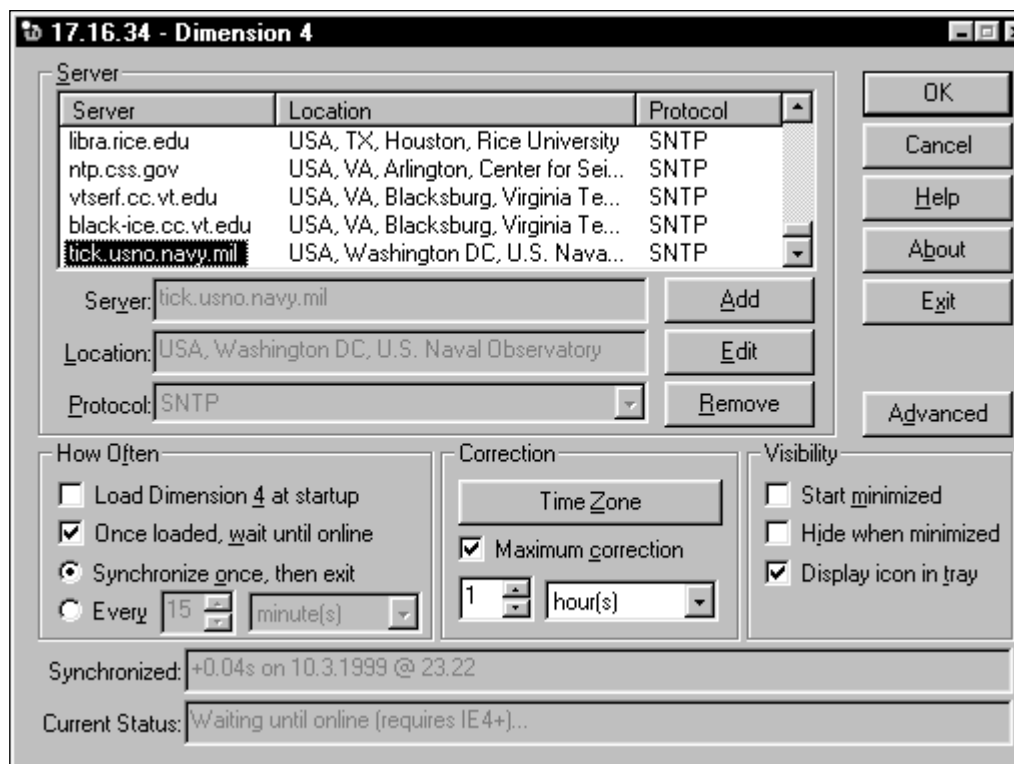 17.16.34 - Dimension 4
Server
Server Location Protocol
libra.rice.edu USA, TX, Houston, Rice University SNTP
ntp.css.gov USA, VA, Arlington, Center for Sei... SNTP
vtserf.cc.vt.edu USA, VA, Blacksburg, Virginia Te... SNTP
black-ice.cc.vt.edu USA, VA, Blacksburg, Virginia Te... SNTP
tick.usno.navy.mil USA, Washington DC, U.S. Nava... SNTP
Server: tick.usno.navy.mil
Location: USA, Washington DC, U.S. Naval Observatory
Protocol: SNTP
Add
Edit
Remove
OK
Cancel
Help
About
Exit
Advanced
How Often
Load Dimension 4 at startup
Once loaded, wait until online
Synchronize once, then exit
Every 15 minute(s)
Correction
Time Zone
Maximum correction
1 hour(s)
Visibility
Start minimized
Hide when minimized
Display icon in tray
Synchronized: +0.04s on 10.3.1999 @ 23.22
Current Status: Waiting until online (requires IE4+)...